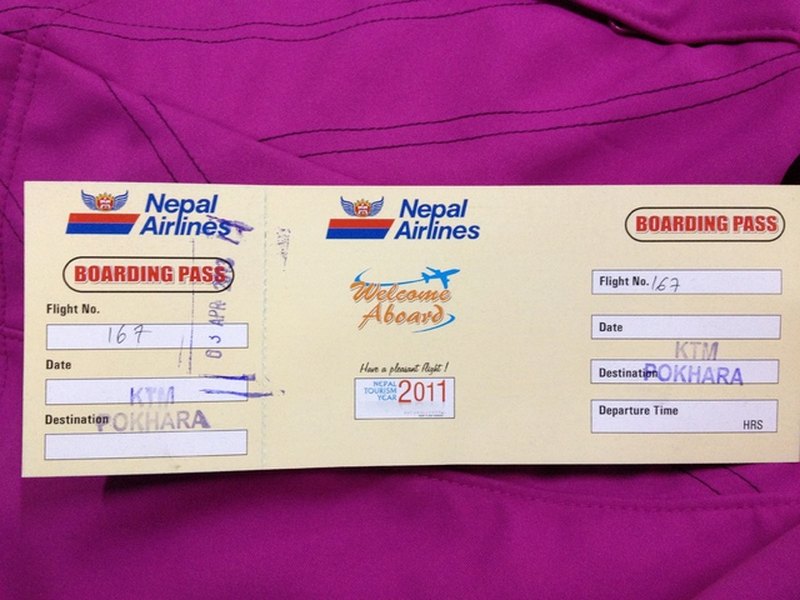 Nepal
Airlines
BOARDING PASS
Flight No.
167
Date
KTM
Destination
POKHARA
03 APR
Nepal
Airlines
Welcome
Aboard
Have a pleasant flight !
NEPAL
TOURISM
YEAR
2011
BOARDING PASS
Flight No. 167
Date
KTM
Destination
POKHARA
Departure Time
HRS